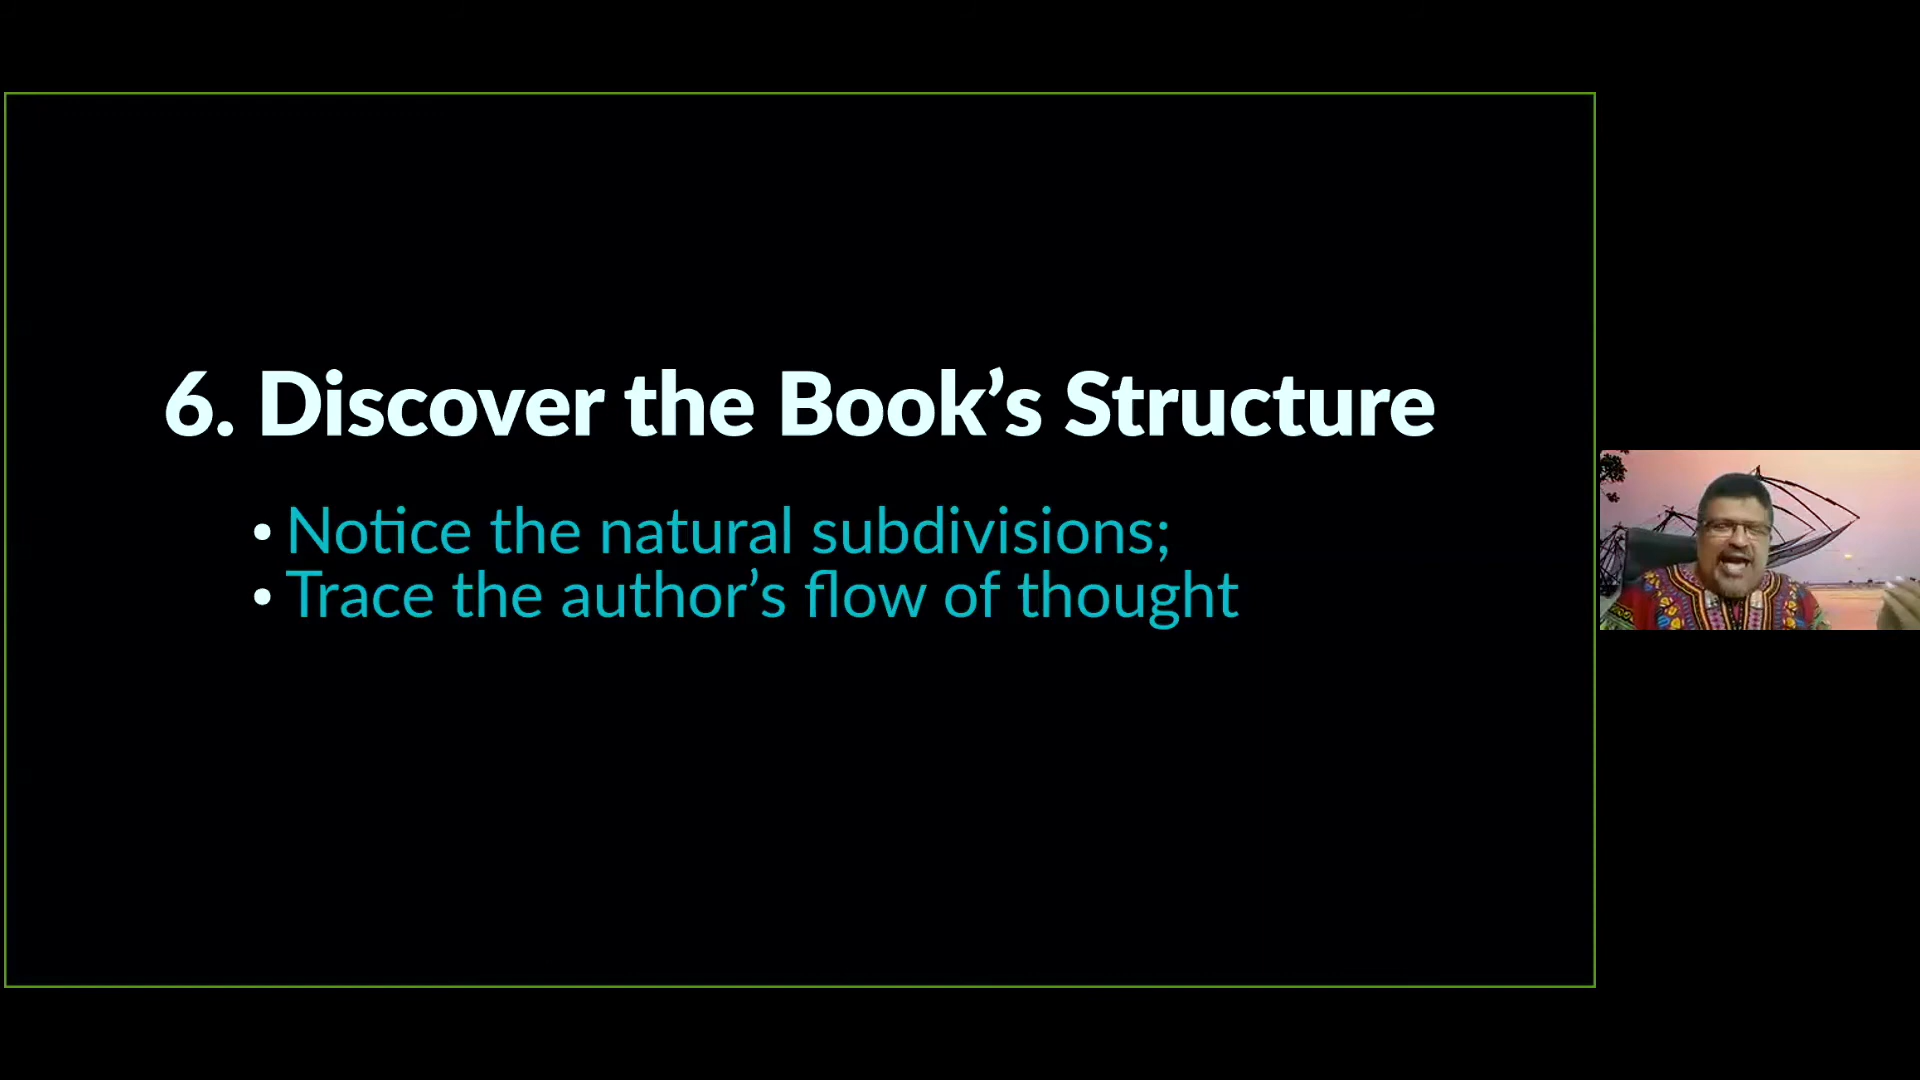 6. Discover the Book’s Structure
• Notice the natural subdivisions;
• Trace the author’s flow of thought